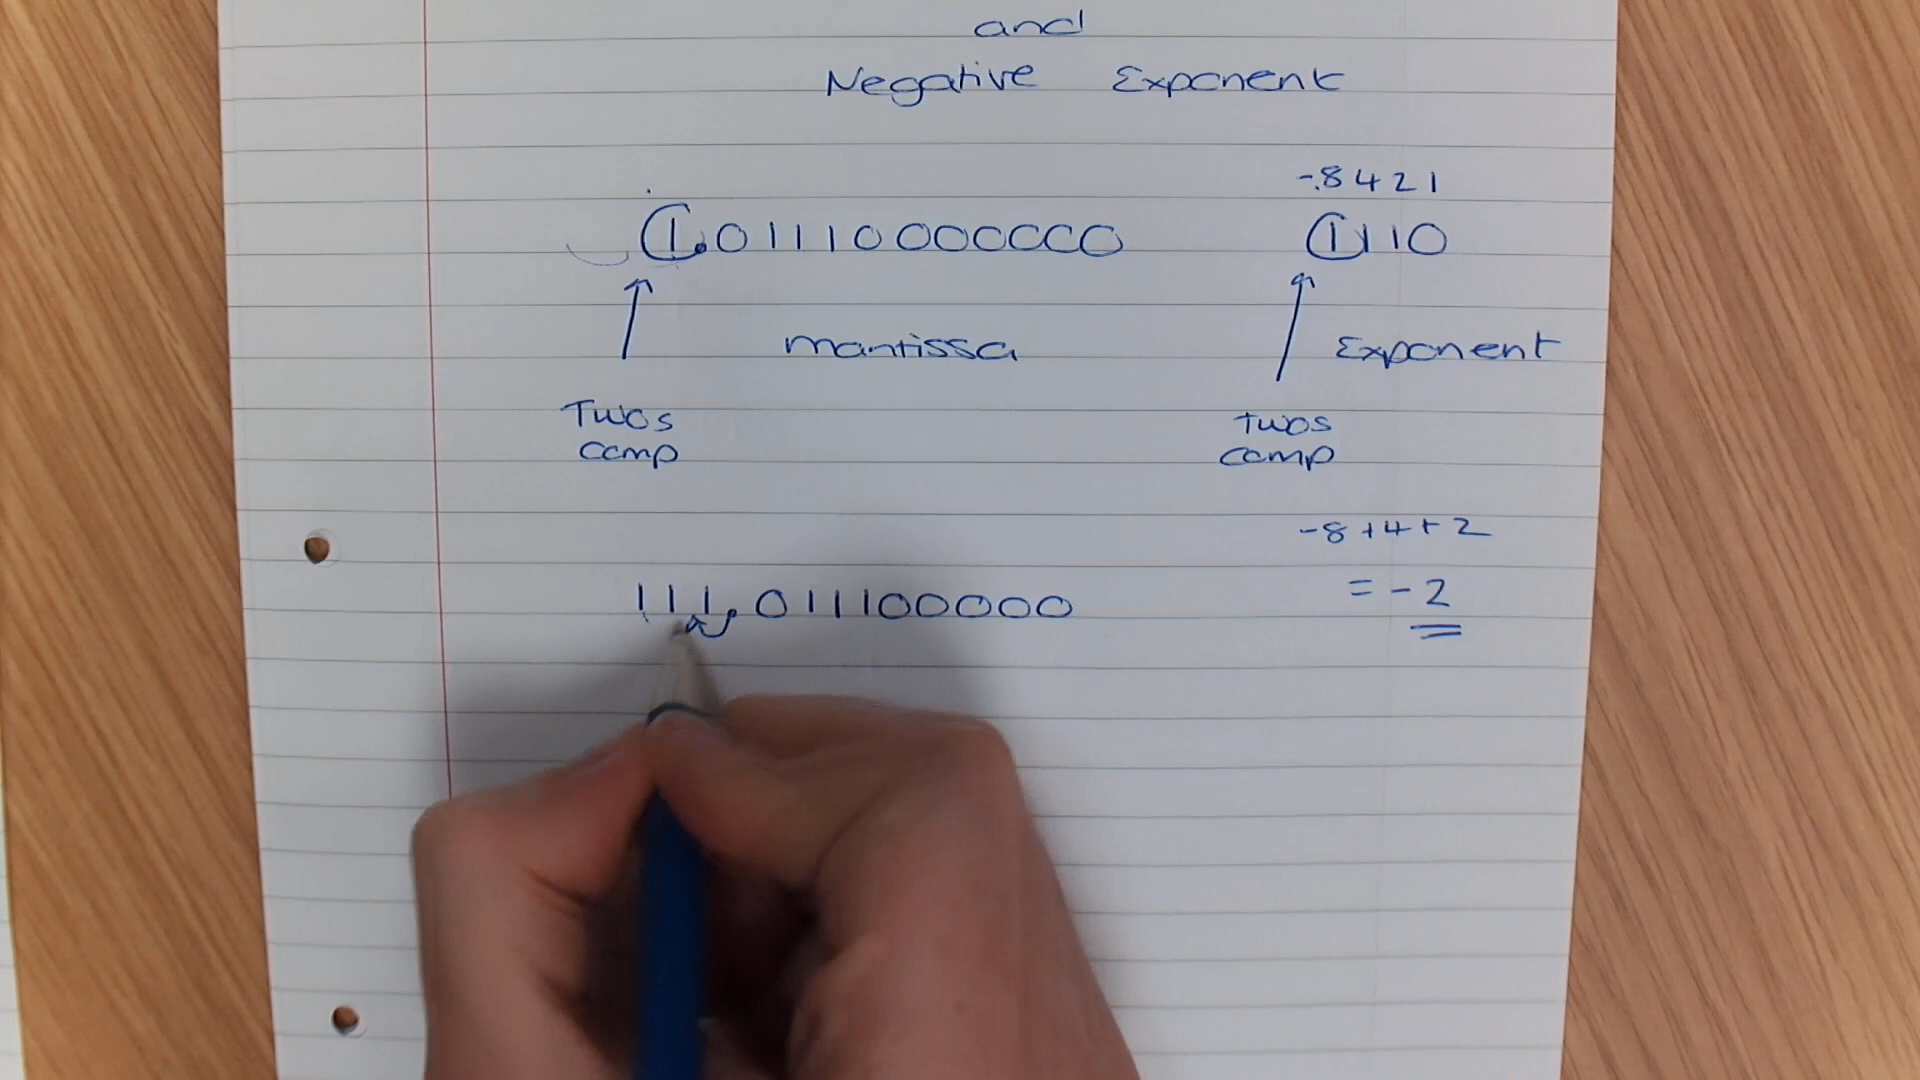 and
Negative Exponent
-8 4 2 1
1.01110000000 1110
mantissa Exponent
Twos twos
comp comp
-8+4+2
111.011100000 = -2